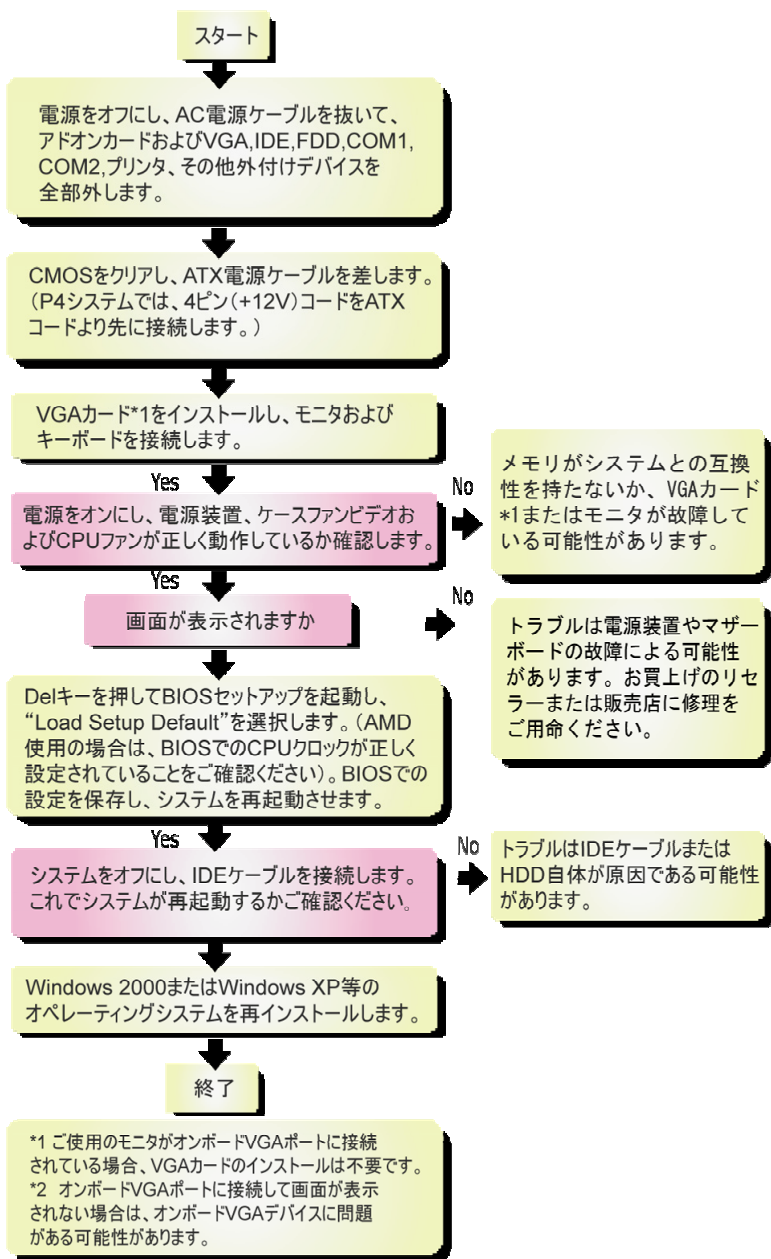 スタート
電源をオフにし、AC電源ケーブルを抜いて、
アドオンカードおよびVGA,IDE,FDD,COM1,
COM2,プリンタ、その他外付けデバイスを
全部外します。
CMOSをクリアし、ATX電源ケーブルを差します。
（P4システムでは、4ピン（+12V）コードをATX
コードより先に接続します。）
VGAカード*1をインストールし、モニタおよび
キーボードを接続します。
Yes
電源をオンにし、電源装置、ケースファンビデオお
よびCPUファンが正しく動作しているか確認します。
No
メモリがシステムとの互換
性を持たないか、VGAカード
*1またはモニタが故障して
いる可能性があります。
Yes
画面が表示されますか
No
トラブルは電源装置やマザー
ボードの故障による可能性
があります。お買上げのリセ
ラーまたは販売店に修理を
ご用命ください。
Delキーを押してBIOSセットアップを起動し、
“Load Setup Default”を選択します。（AMD
使用の場合は、BIOSでのCPUクロックが正しく
設定されていることをご確認ください）。BIOSでの
設定を保存し、システムを再起動させます。
Yes
システムをオフにし、IDEケーブルを接続します。
これでシステムが再起動するかご確認ください。
No
トラブルはIDEケーブルまたは
HDD自体が原因である可能性
があります。
Windows 2000またはWindows XP等の
オペレーティングシステムを再インストールします。
終了
*1 ご使用のモニタがオンボードVGAポートに接続
されている場合、VGAカードのインストールは不要です。
*2 オンボードVGAポートに接続して画面が表示
されない場合は、オンボードVGAデバイスに問題
がある可能性があります。